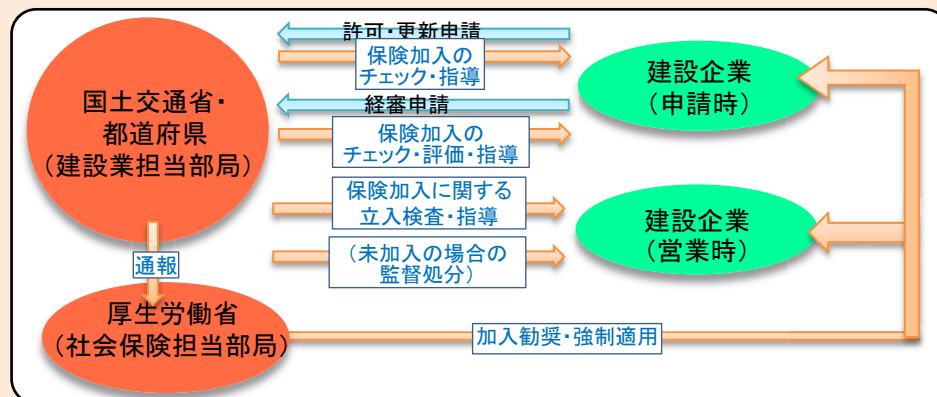 国土交通省・
都道府県
（建設業担当部局）
許可・更新申請
保険加入の
チェック・指導
経審申請
保険加入の
チェック・評価・指導
保険加入に関する
立入検査・指導
（未加入の場合の
監督処分）
建設企業
（申請時）
建設企業
（営業時）
通報
厚生労働省
（社会保険担当部局）
加入勧奨・強制適用